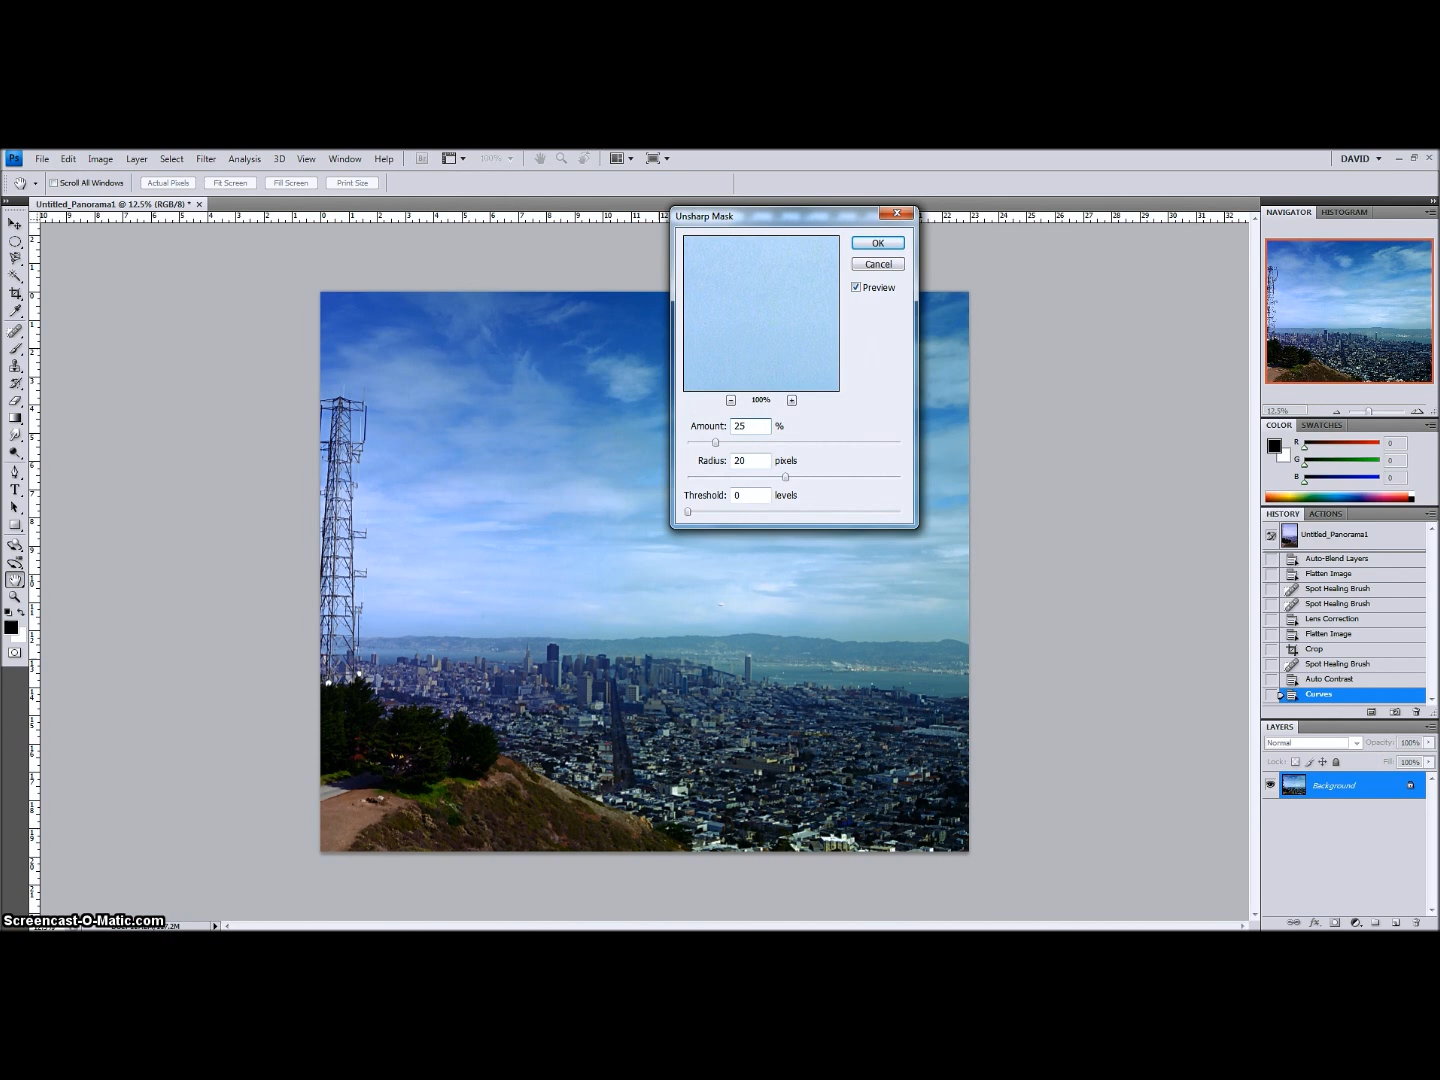 Ps File Edit Image Layer Select Filter Analysis 3D View Window Help Br 100% DAVID
Scroll All Windows Actual Pixels Fit Screen Fill Screen Print Size
Untitled_Panorama1 @ 12.5% (RGB/8) *
NAVIGATOR HISTOGRAM
Unsharp Mask
OK
Cancel
Preview
100%
Amount: 25 %
Radius: 20 pixels
Threshold: 0 levels
12.5%
COLOR SWATCHES
R 0
G 0
B 0
HISTORY ACTIONS
Untitled_Panorama1
Auto-Blend Layers
Flatten Image
Spot Healing Brush
Spot Healing Brush
Lens Correction
Flatten Image
Crop
Spot Healing Brush
Auto Contrast
Curves
LAYERS
Normal Opacity: 100%
Lock: Fill: 100%
Background
Screencast-O-Matic.com